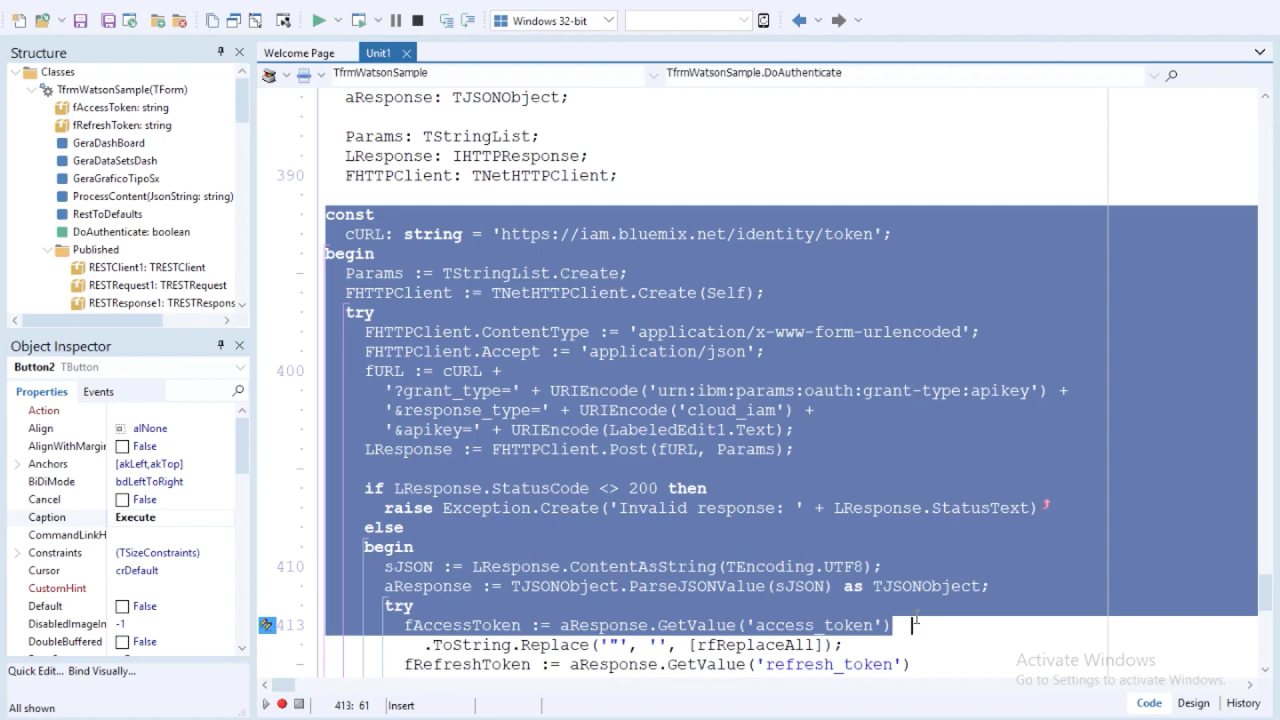 Windows 32-bit
Structure
Classes
TfrmWatsonSample(TForm)
fAccessToken: string
fRefreshToken: string
GeraDashBoard
GeraDataSetsDash
GeraGraficoTipoSx
ProcessContent(JsonString: string)
RestToDefaults
DoAuthenticate: boolean
Published
RESTClient1: TRESTClient
RESTRequest1: TRESTRequest
RESTResponse1: TRESTRespons
Object Inspector
Button2 TButton
Properties Events
Action
Align alNone
AlignWithMargir False
Anchors [akLeft,akTop]
BiDiMode bdLeftToRight
Cancel False
Caption Execute
CommandLinkH
Constraints (TSizeConstraints)
Cursor crDefault
CustomHint
Default False
DisabledImageIn -1
DoubleBuffered False
Quick Edit... Bind Visually...
All shown
Welcome Page Unit1
TfrmWatsonSample TfrmWatsonSample.DoAuthenticate
aResponse: TJSONObject;
Params: TStringList;
LResponse: IHTTPResponse;
390 FHTTPClient: TNetHTTPClient;
const
cURL: string = 'https://iam.bluemix.net/identity/token';
begin
Params := TStringList.Create;
FHTTPClient := TNetHTTPClient.Create(Self);
try
FHTTPClient.ContentType := 'application/x-www-form-urlencoded';
FHTTPClient.Accept := 'application/json';
400 fURL := cURL +
'?grant_type=' + URIEncode('urn:ibm:params:oauth:grant-type:apikey') +
'&response_type=' + URIEncode('cloud_iam') +
'&apikey=' + URIEncode(LabeledEdit1.Text);
LResponse := FHTTPClient.Post(fURL, Params);
if LResponse.StatusCode <> 200 then
raise Exception.Create('Invalid response: ' + LResponse.StatusText)
else
begin
410 sJSON := LResponse.ContentAsString(TEncoding.UTF8);
aResponse := TJSONObject.ParseJSONValue(sJSON) as TJSONObject;
try
413 fAccessToken := aResponse.GetValue('access_token')
.ToString.Replace('"', '', [rfReplaceAll]);
fRefreshToken := aResponse.GetValue('refresh_token')
Activate Windows
Go to Settings to activate Windows.
413: 61 Insert Code Design History